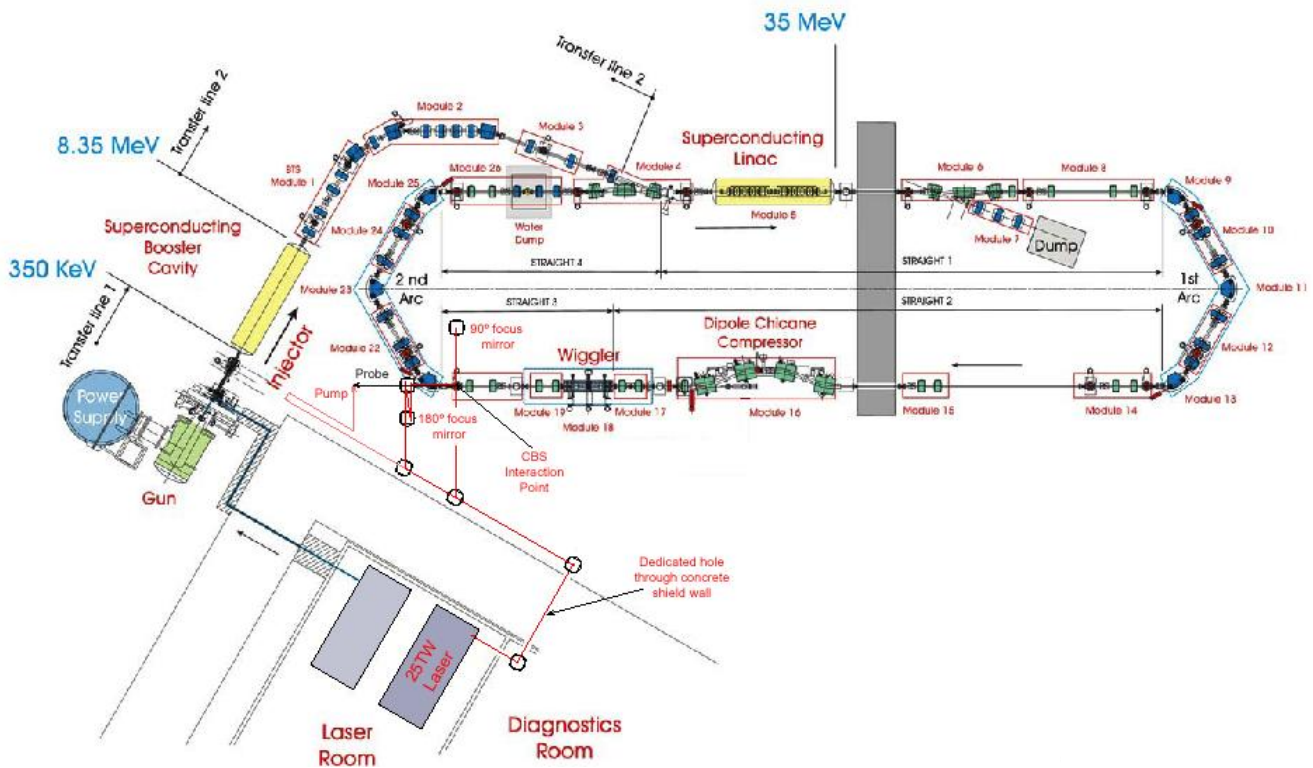 35 MeV
Transfer line 2
Transfer line 2
8.35 MeV
Module 2
Module 3
Module 4
Superconducting
Linac
BTS
Module 1
Module 25
Module 26
Module 6
Module 8
Module 9
Module 24
Water
Dump
Module 5
Module 7
Dump
Module 10
Superconducting
Booster
Cavity
350 KeV
STRAIGHT 4
STRAIGHT 1
Module 23
2 nd
Arc
1st
Arc
Module 11
Transfer line 1
STRAIGHT 3
STRAIGHT 2
Injector
90º focus
mirror
Dipole Chicane
Compressor
Module 22
Wiggler
Module 12
Probe
Power
Supply
Pump
Module 19
Module 17
Module 18
Module 16
Module 15
Module 14
Module 13
180º focus
mirror
CBS
Interaction
Point
Gun
Dedicated hole
through concrete
shield wall
25TW
Laser
Laser
Room
Diagnostics
Room